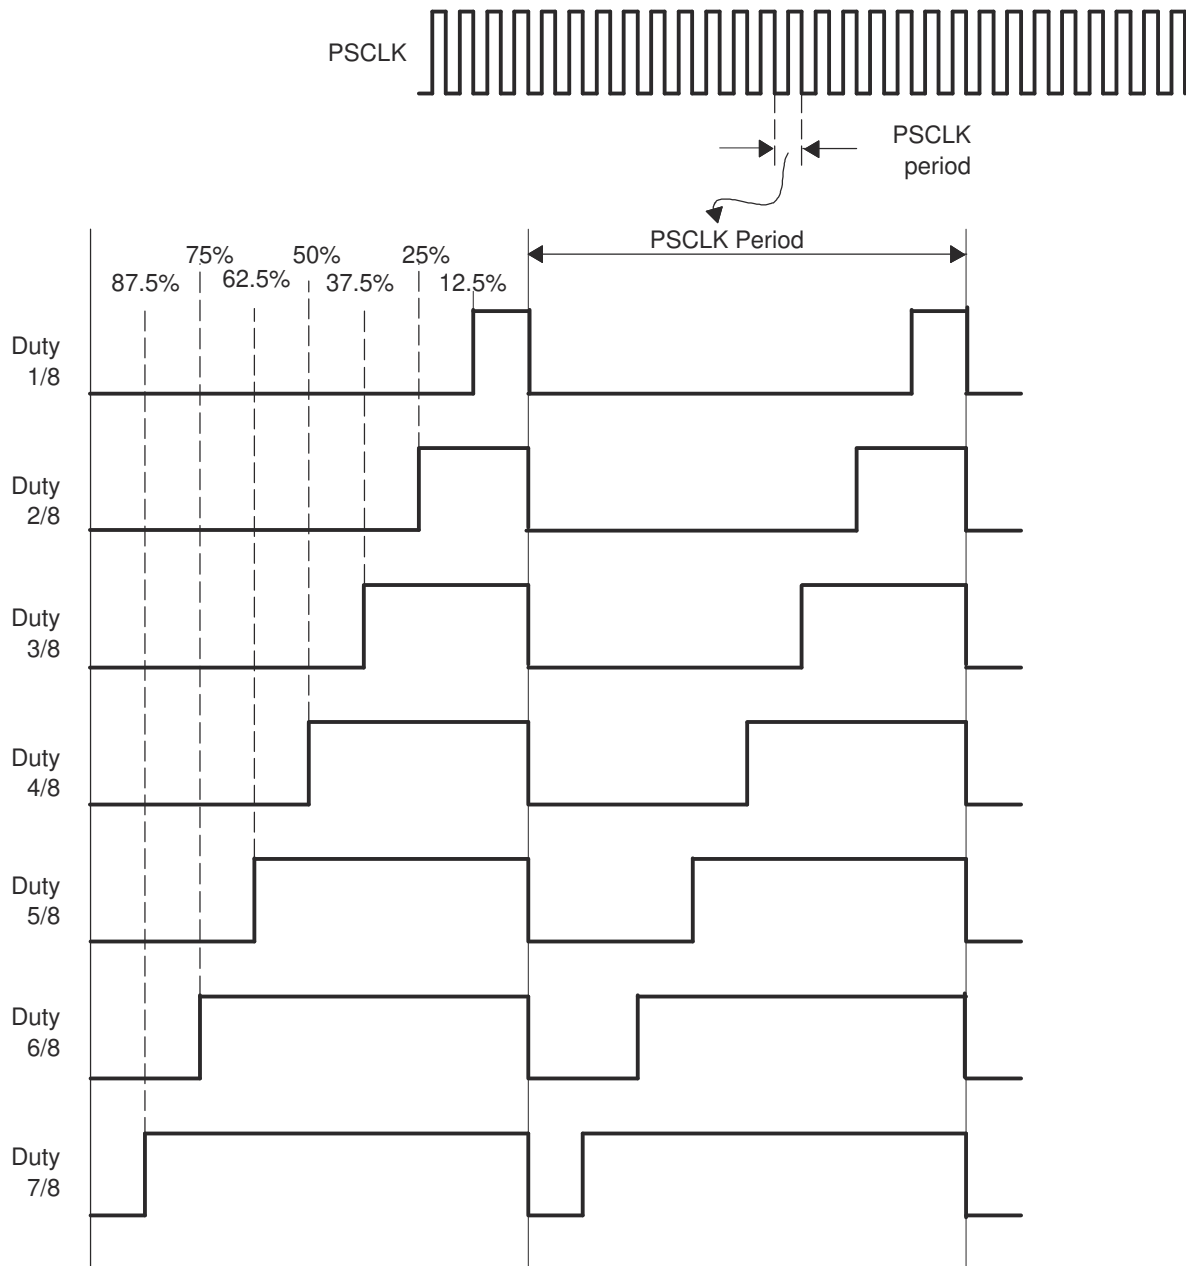 PSCLK
PSCLK
period
PSCLK Period
75%
50%
25%
87.5%
62.5%
37.5%
12.5%
Duty
1/8
Duty
2/8
Duty
3/8
Duty
4/8
Duty
5/8
Duty
6/8
Duty
7/8